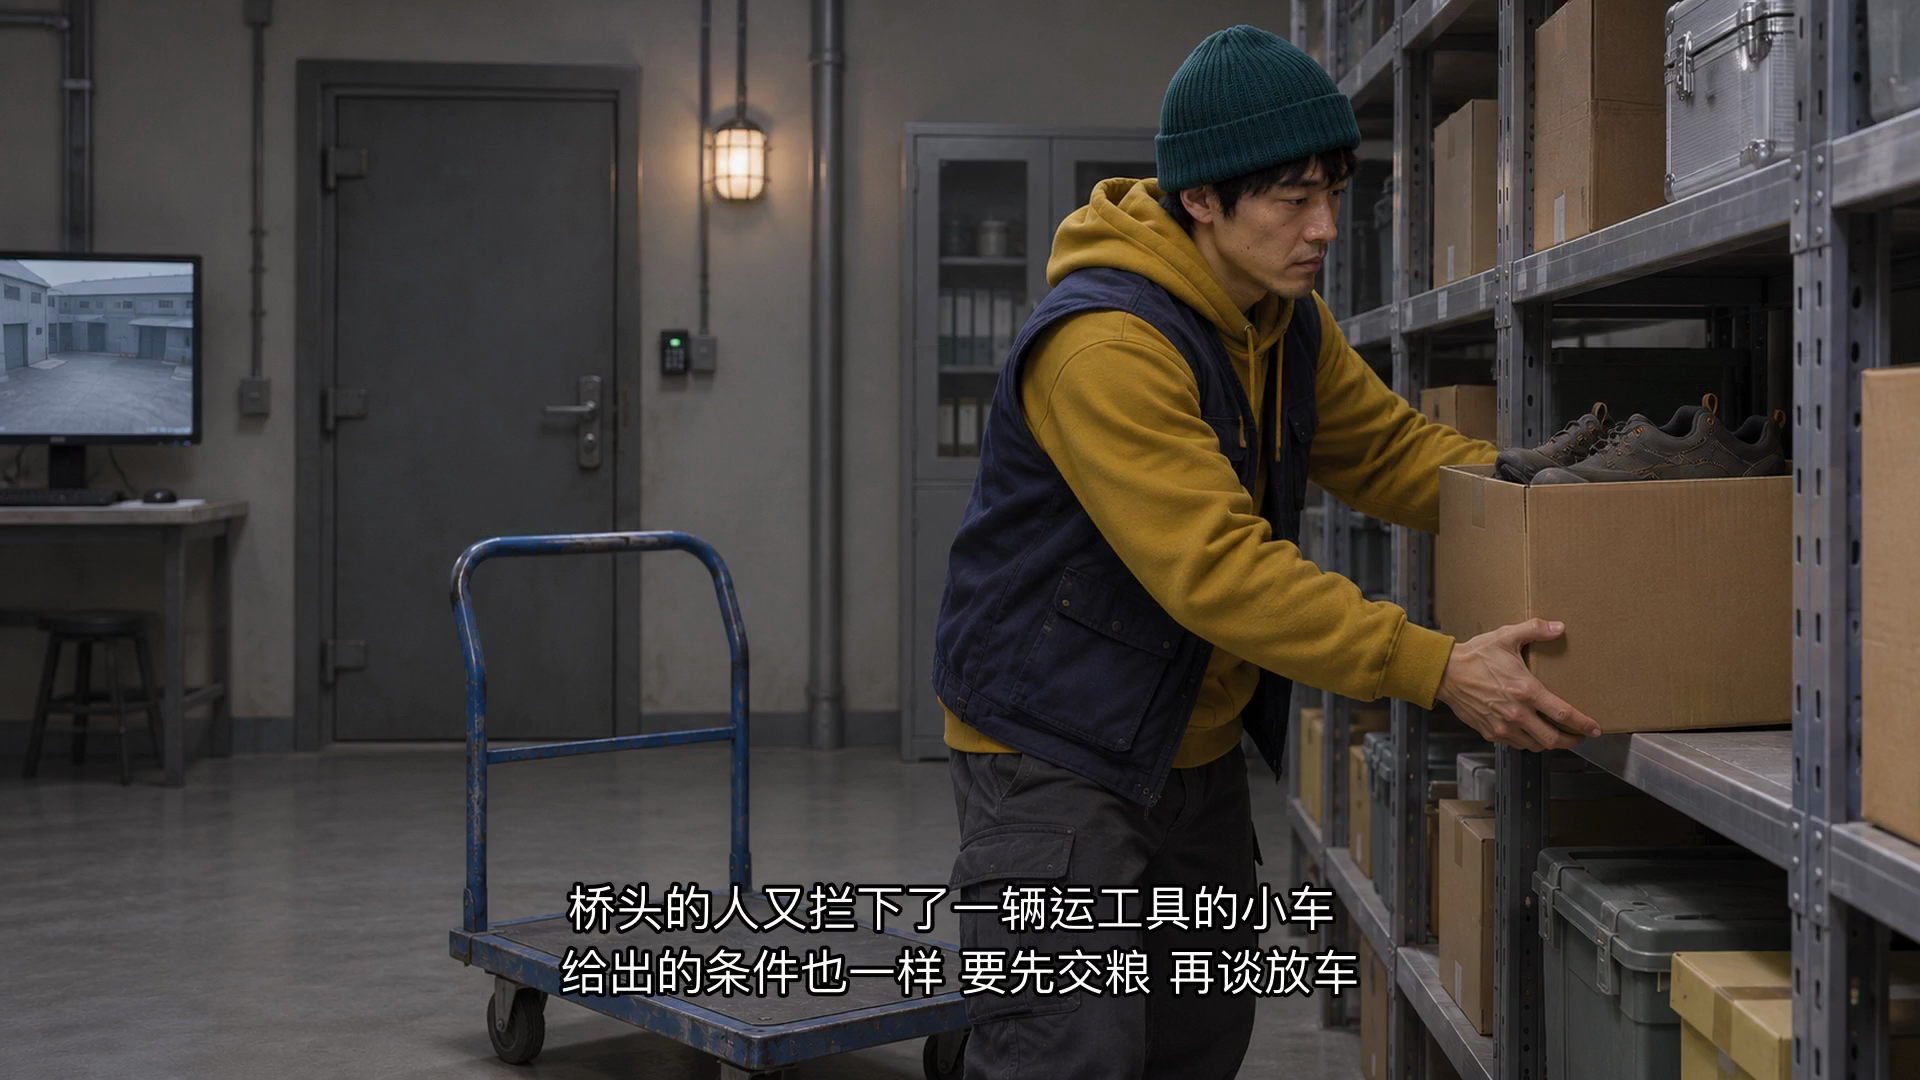 桥头的人又拦下了一辆运工具的小车
给出的条件也一样 要先交粮 再谈放车